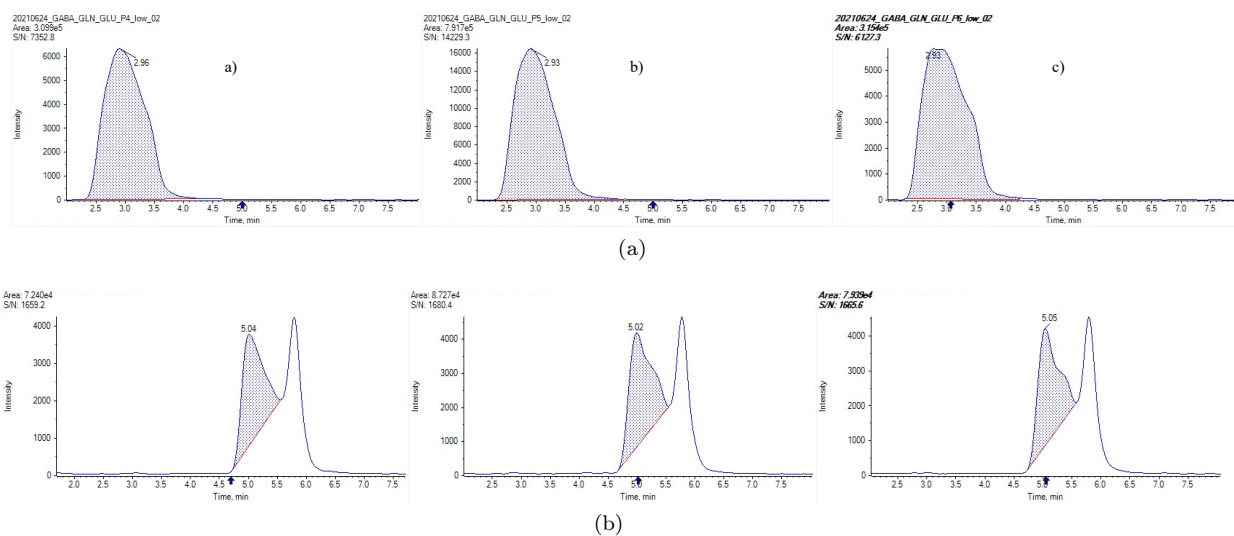 20210624_GABA_GLN_GLU_P4_low_02
Area: 3.099e5
S/N: 7352.8
a)
2.96
6000
5000
4000
3000
2000
1000
0
Intensity
2.5 3.0 3.5 4.0 4.5 5.0 5.5 6.0 6.5 7.0 7.5
Time, min
20210624_GABA_GLN_GLU_P5_low_02
Area: 7.917e5
S/N: 14229.3
b)
2.93
16000
14000
12000
10000
8000
6000
4000
2000
0
Intensity
2.5 3.0 3.5 4.0 4.5 5.0 5.5 6.0 6.5 7.0 7.5
Time, min
20210624_GABA_GLN_GLU_P6_low_02
Area: 3.154e5
S/N: 6127.3
c)
2.93
5000
4000
3000
2000
1000
0
Intensity
2.5 3.0 3.5 4.0 4.5 5.0 5.5 6.0 6.5 7.0 7.5
Time, min
(a)
Area: 7.240e4
S/N: 1659.2
5.04
4000
3000
2000
1000
0
Intensity
2.0 2.5 3.0 3.5 4.0 4.5 5.0 5.5 6.0 6.5 7.0 7.5
Time, min
Area: 8.727e4
S/N: 1680.4
5.02
4000
3000
2000
1000
0
Intensity
2.5 3.0 3.5 4.0 4.5 5.0 5.5 6.0 6.5 7.0 7.5
Time, min
Area: 7.939e4
S/N: 1665.6
5.05
4000
3000
2000
1000
0
Intensity
2.5 3.0 3.5 4.0 4.5 5.0 5.5 6.0 6.5 7.0 7.5
Time, min
(b)